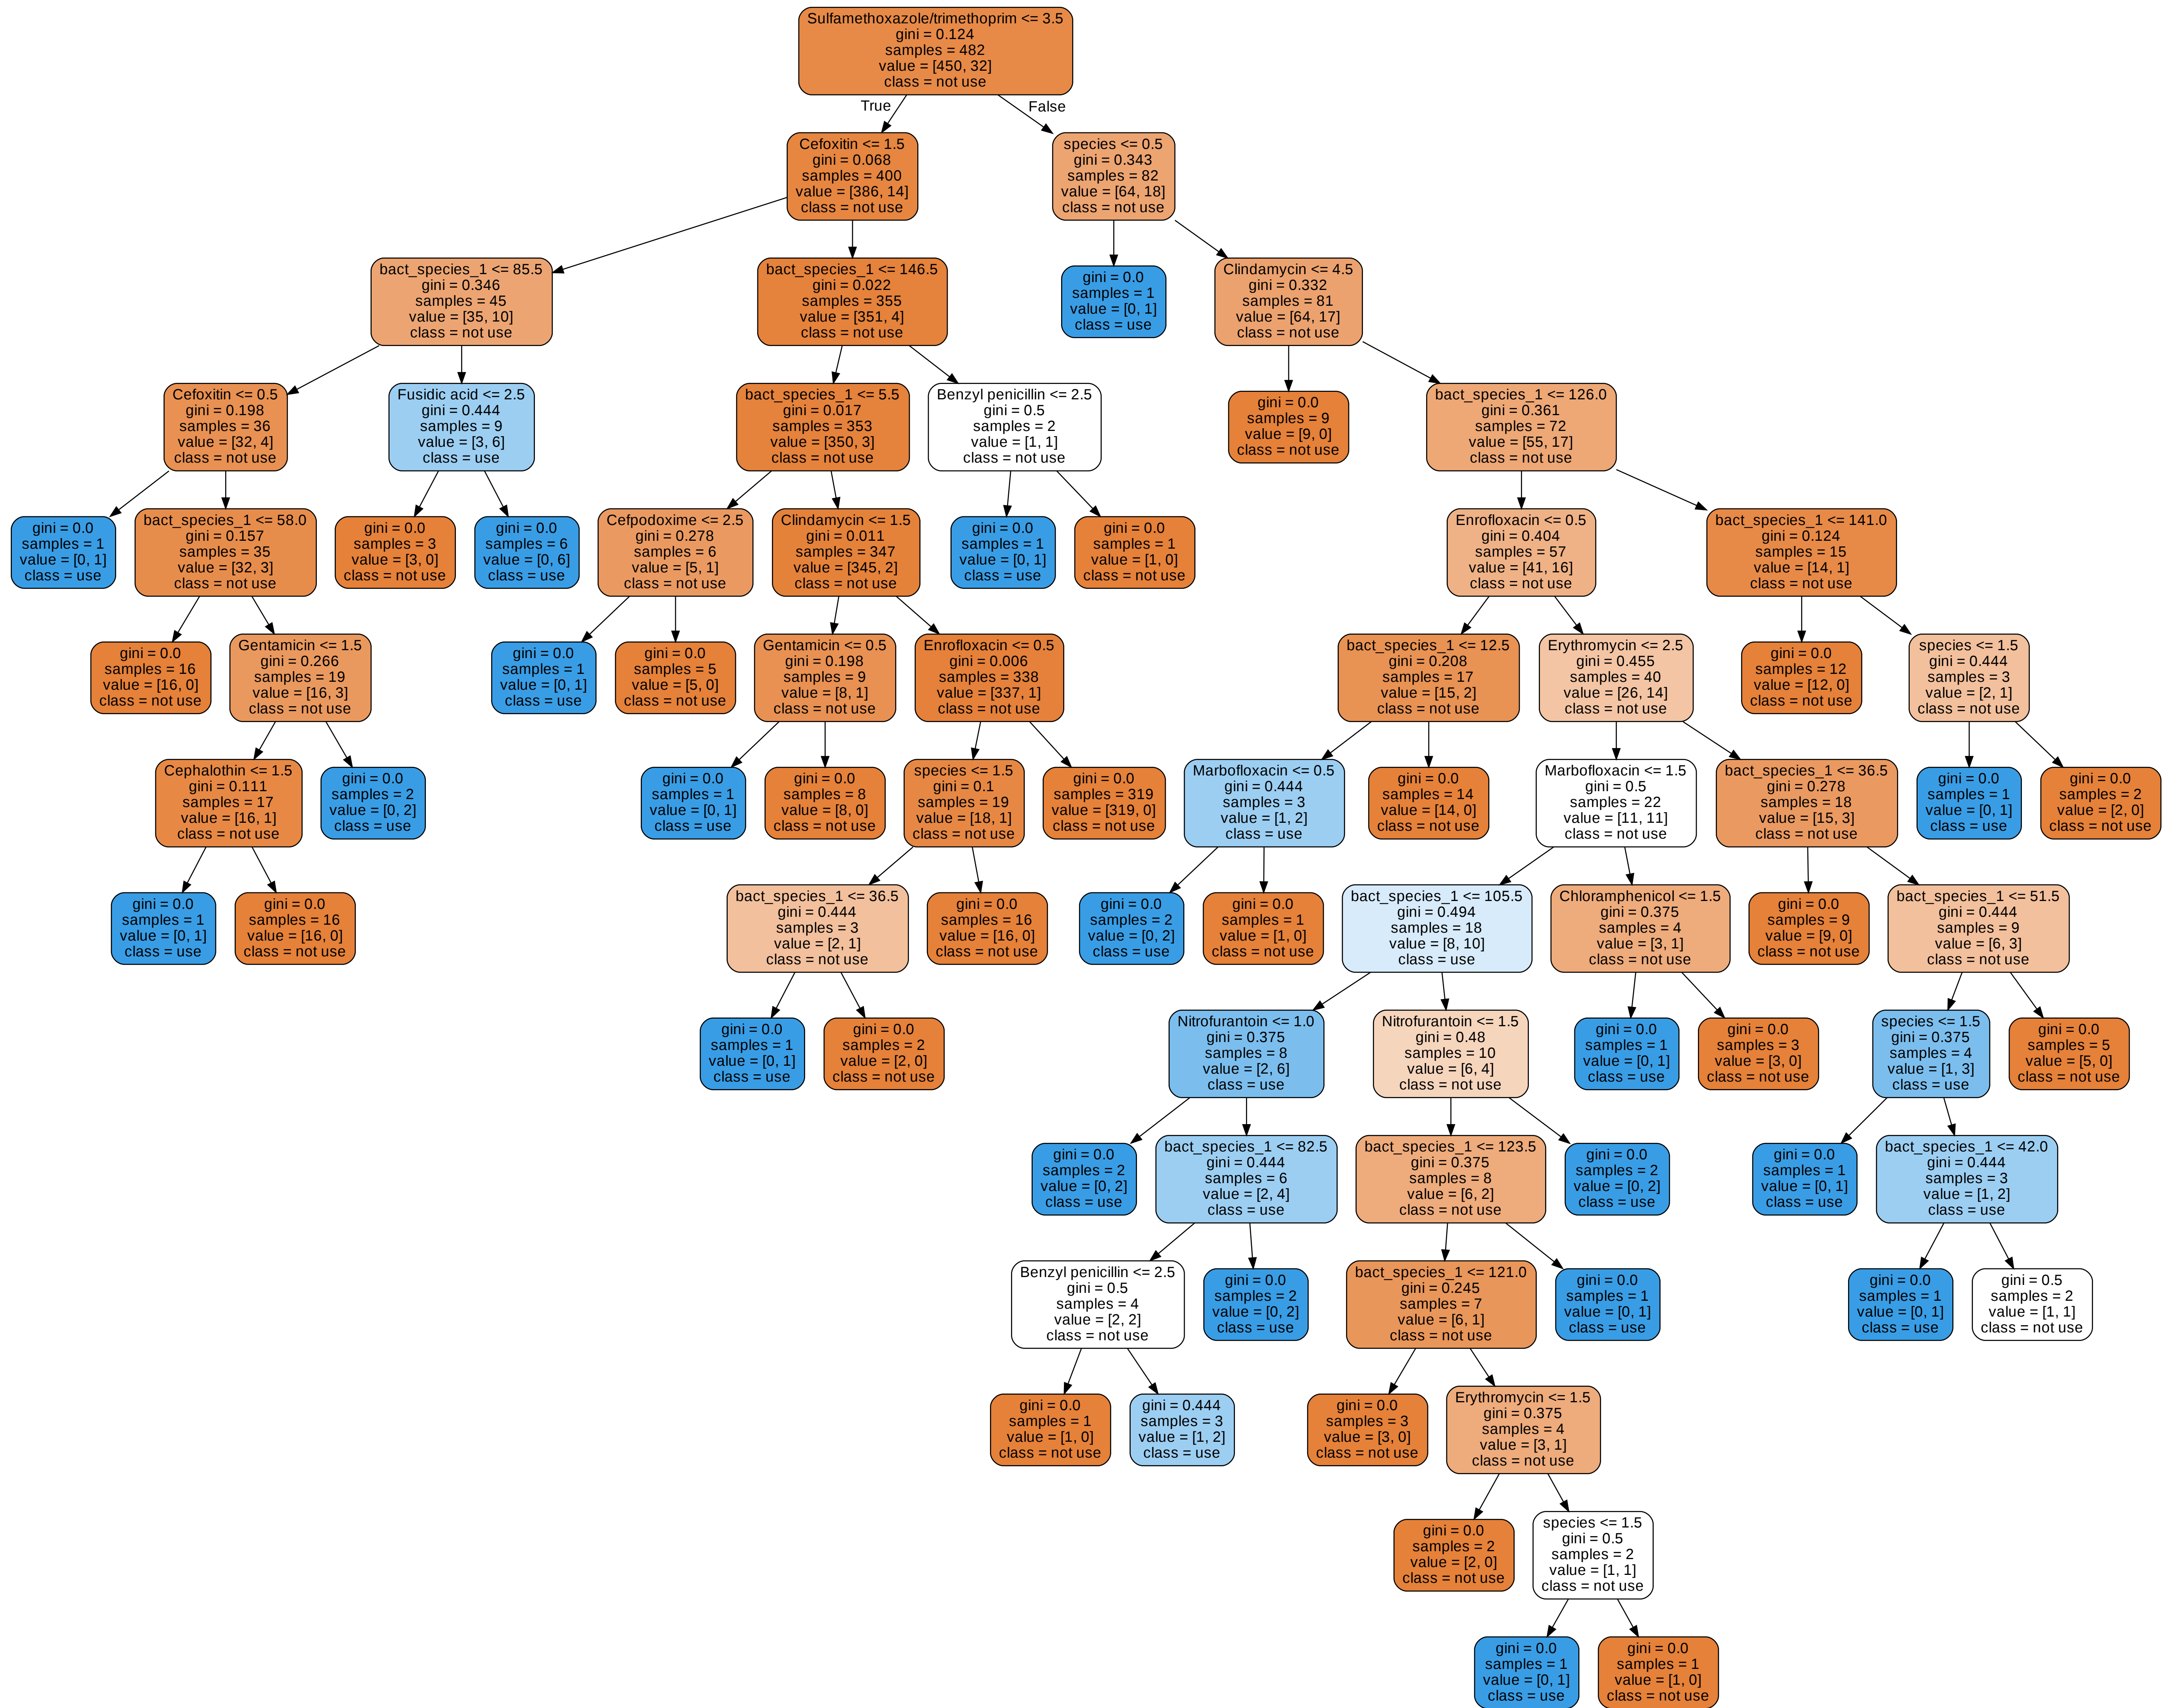 Sulfamethoxazole/trimethoprim <= 3.5
gini = 0.124
samples = 482
value = [450, 32]
class = not use
True
False
Cefoxitin <= 1.5
gini = 0.068
samples = 400
value = [386, 14]
class = not use
species <= 0.5
gini = 0.343
samples = 82
value = [64, 18]
class = not use
bact_species_1 <= 85.5
gini = 0.346
samples = 45
value = [35, 10]
class = not use
bact_species_1 <= 146.5
gini = 0.022
samples = 355
value = [351, 4]
class = not use
gini = 0.0
samples = 1
value = [0, 1]
class = use
Clindamycin <= 4.5
gini = 0.332
samples = 81
value = [64, 17]
class = not use
Cefoxitin <= 0.5
gini = 0.198
samples = 36
value = [32, 4]
class = not use
Fusidic acid <= 2.5
gini = 0.444
samples = 9
value = [3, 6]
class = use
bact_species_1 <= 5.5
gini = 0.017
samples = 353
value = [350, 3]
class = not use
Benzyl penicillin <= 2.5
gini = 0.5
samples = 2
value = [1, 1]
class = not use
gini = 0.0
samples = 9
value = [9, 0]
class = not use
bact_species_1 <= 126.0
gini = 0.361
samples = 72
value = [55, 17]
class = not use
gini = 0.0
samples = 1
value = [0, 1]
class = use
bact_species_1 <= 58.0
gini = 0.157
samples = 35
value = [32, 3]
class = not use
gini = 0.0
samples = 3
value = [3, 0]
class = not use
gini = 0.0
samples = 6
value = [0, 6]
class = use
Cefpodoxime <= 2.5
gini = 0.278
samples = 6
value = [5, 1]
class = not use
Clindamycin <= 1.5
gini = 0.011
samples = 347
value = [345, 2]
class = not use
gini = 0.0
samples = 1
value = [0, 1]
class = use
gini = 0.0
samples = 1
value = [1, 0]
class = not use
Enrofloxacin <= 0.5
gini = 0.404
samples = 57
value = [41, 16]
class = not use
bact_species_1 <= 141.0
gini = 0.124
samples = 15
value = [14, 1]
class = not use
gini = 0.0
samples = 16
value = [16, 0]
class = not use
Gentamicin <= 1.5
gini = 0.266
samples = 19
value = [16, 3]
class = not use
gini = 0.0
samples = 1
value = [0, 1]
class = use
gini = 0.0
samples = 5
value = [5, 0]
class = not use
Gentamicin <= 0.5
gini = 0.198
samples = 9
value = [8, 1]
class = not use
Enrofloxacin <= 0.5
gini = 0.006
samples = 338
value = [337, 1]
class = not use
bact_species_1 <= 12.5
gini = 0.208
samples = 17
value = [15, 2]
class = not use
Erythromycin <= 2.5
gini = 0.455
samples = 40
value = [26, 14]
class = not use
gini = 0.0
samples = 12
value = [12, 0]
class = not use
species <= 1.5
gini = 0.444
samples = 3
value = [2, 1]
class = not use
Cephalothin <= 1.5
gini = 0.111
samples = 17
value = [16, 1]
class = not use
gini = 0.0
samples = 2
value = [0, 2]
class = use
gini = 0.0
samples = 1
value = [0, 1]
class = use
gini = 0.0
samples = 8
value = [8, 0]
class = not use
species <= 1.5
gini = 0.1
samples = 19
value = [18, 1]
class = not use
gini = 0.0
samples = 319
value = [319, 0]
class = not use
Marbofloxacin <= 0.5
gini = 0.444
samples = 3
value = [1, 2]
class = use
gini = 0.0
samples = 14
value = [14, 0]
class = not use
Marbofloxacin <= 1.5
gini = 0.5
samples = 22
value = [11, 11]
class = not use
bact_species_1 <= 36.5
gini = 0.278
samples = 18
value = [15, 3]
class = not use
gini = 0.0
samples = 1
value = [0, 1]
class = use
gini = 0.0
samples = 2
value = [2, 0]
class = not use
gini = 0.0
samples = 1
value = [0, 1]
class = use
gini = 0.0
samples = 16
value = [16, 0]
class = not use
bact_species_1 <= 36.5
gini = 0.444
samples = 3
value = [2, 1]
class = not use
gini = 0.0
samples = 16
value = [16, 0]
class = not use
gini = 0.0
samples = 2
value = [0, 2]
class = use
gini = 0.0
samples = 1
value = [1, 0]
class = not use
bact_species_1 <= 105.5
gini = 0.494
samples = 18
value = [8, 10]
class = use
Chloramphenicol <= 1.5
gini = 0.375
samples = 4
value = [3, 1]
class = not use
gini = 0.0
samples = 9
value = [9, 0]
class = not use
bact_species_1 <= 51.5
gini = 0.444
samples = 9
value = [6, 3]
class = not use
gini = 0.0
samples = 1
value = [0, 1]
class = use
gini = 0.0
samples = 2
value = [2, 0]
class = not use
Nitrofurantoin <= 1.0
gini = 0.375
samples = 8
value = [2, 6]
class = use
Nitrofurantoin <= 1.5
gini = 0.48
samples = 10
value = [6, 4]
class = not use
gini = 0.0
samples = 1
value = [0, 1]
class = use
gini = 0.0
samples = 3
value = [3, 0]
class = not use
species <= 1.5
gini = 0.375
samples = 4
value = [1, 3]
class = use
gini = 0.0
samples = 5
value = [5, 0]
class = not use
gini = 0.0
samples = 2
value = [0, 2]
class = use
bact_species_1 <= 82.5
gini = 0.444
samples = 6
value = [2, 4]
class = use
bact_species_1 <= 123.5
gini = 0.375
samples = 8
value = [6, 2]
class = not use
gini = 0.0
samples = 2
value = [0, 2]
class = use
gini = 0.0
samples = 1
value = [0, 1]
class = use
bact_species_1 <= 42.0
gini = 0.444
samples = 3
value = [1, 2]
class = use
Benzyl penicillin <= 2.5
gini = 0.5
samples = 4
value = [2, 2]
class = not use
gini = 0.0
samples = 2
value = [0, 2]
class = use
bact_species_1 <= 121.0
gini = 0.245
samples = 7
value = [6, 1]
class = not use
gini = 0.0
samples = 1
value = [0, 1]
class = use
gini = 0.0
samples = 1
value = [0, 1]
class = use
gini = 0.5
samples = 2
value = [1, 1]
class = not use
gini = 0.0
samples = 1
value = [1, 0]
class = not use
gini = 0.444
samples = 3
value = [1, 2]
class = use
gini = 0.0
samples = 3
value = [3, 0]
class = not use
Erythromycin <= 1.5
gini = 0.375
samples = 4
value = [3, 1]
class = not use
gini = 0.0
samples = 2
value = [2, 0]
class = not use
species <= 1.5
gini = 0.5
samples = 2
value = [1, 1]
class = not use
gini = 0.0
samples = 1
value = [0, 1]
class = use
gini = 0.0
samples = 1
value = [1, 0]
class = not use